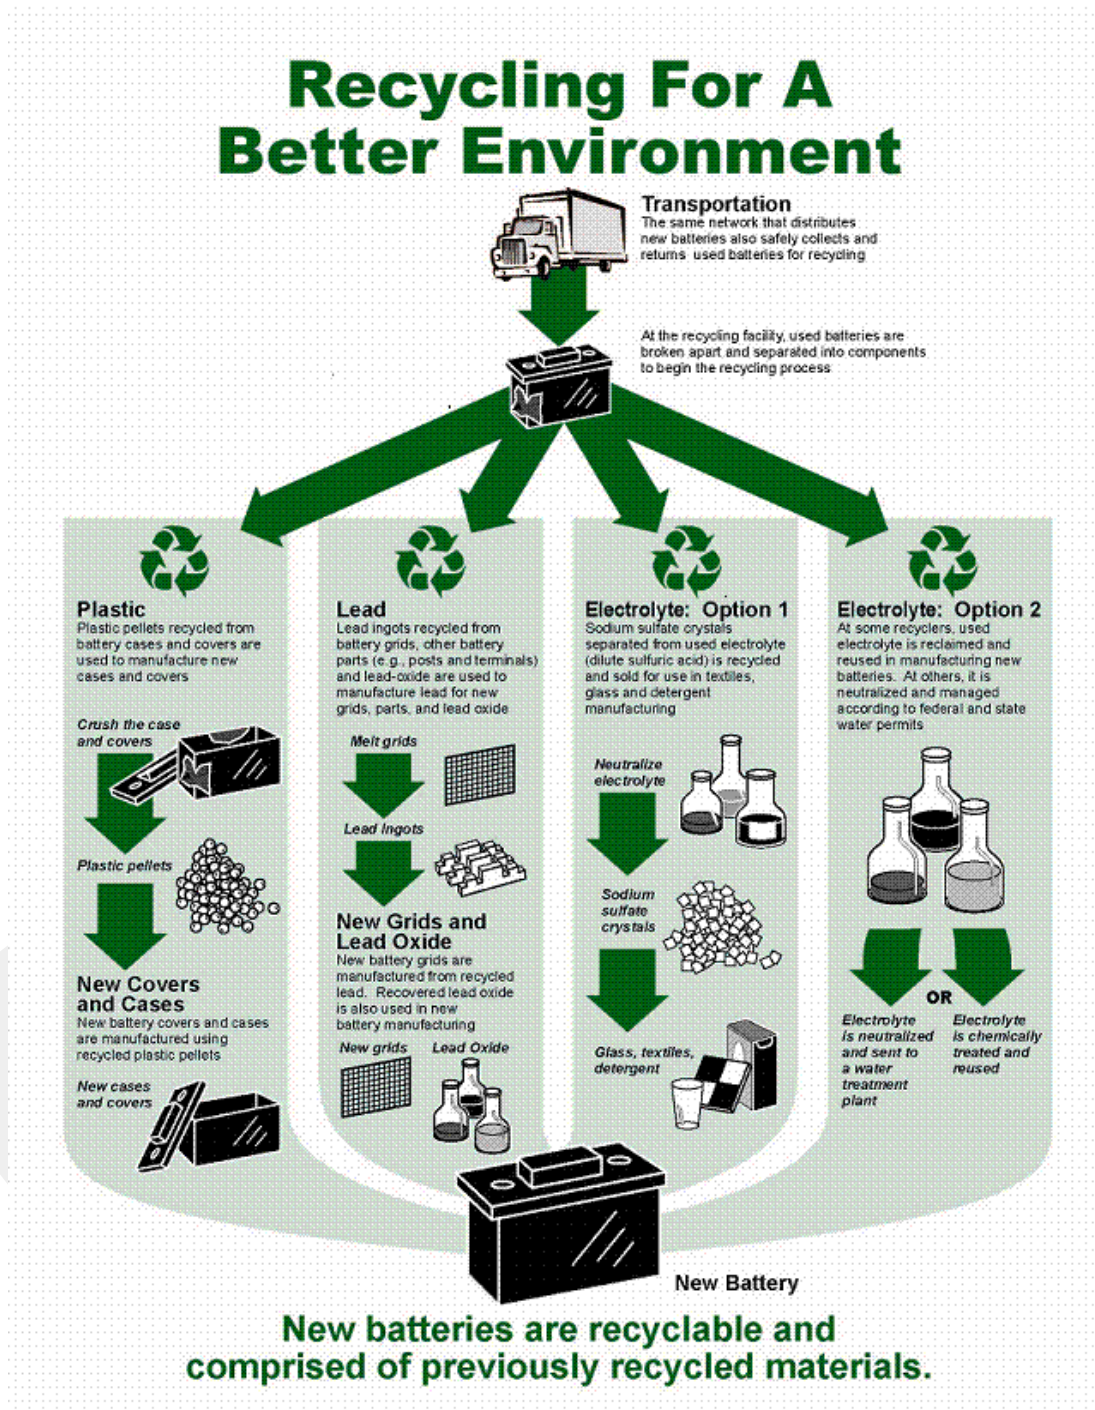 Recycling For A
Better Environment
Transportation
The same network that distributes
new batteries also safely collects and
returns used batteries for recycling
At the recycling facility, used batteries are
broken apart and separated into components
to begin the recycling process
Plastic
Plastic pellets recycled from
battery cases and covers are
used to manufacture new
cases and covers
Crush the case
and covers
Plastic pellets
New Covers
and Cases
New battery covers and cases
are manufactured using
recycled plastic pellets
New cases
and covers
Lead
Lead ingots recycled from
battery grids, other battery
parts (e.g., posts and terminals)
and lead-oxide are used to
manufacture lead for new
grids, parts, and lead oxide
Melt grids
Lead Ingots
New Grids and
Lead Oxide
New battery grids are
manufactured from recycled
lead. Recovered lead oxide
is also used in new
battery manufacturing
New grids
Lead Oxide
Electrolyte: Option 1
Sodium sulfate crystals
separated from used electrolyte
(dilute sulfuric acid) is recycled
and sold for use in textiles,
glass and detergent
manufacturing
Neutralize
electrolyte
Sodium
sulfate
crystals
Glass, textiles,
detergent
Electrolyte: Option 2
At some recyclers, used
electrolyte is reclaimed and
reused in manufacturing new
batteries. At others, it is
neutralized and managed
according to federal and state
water permits
OR
Electrolyte
is neutralized
and sent to
a water
treatment
plant
Electrolyte
is chemically
treated and
reused
New Battery
New batteries are recyclable and
comprised of previously recycled materials.